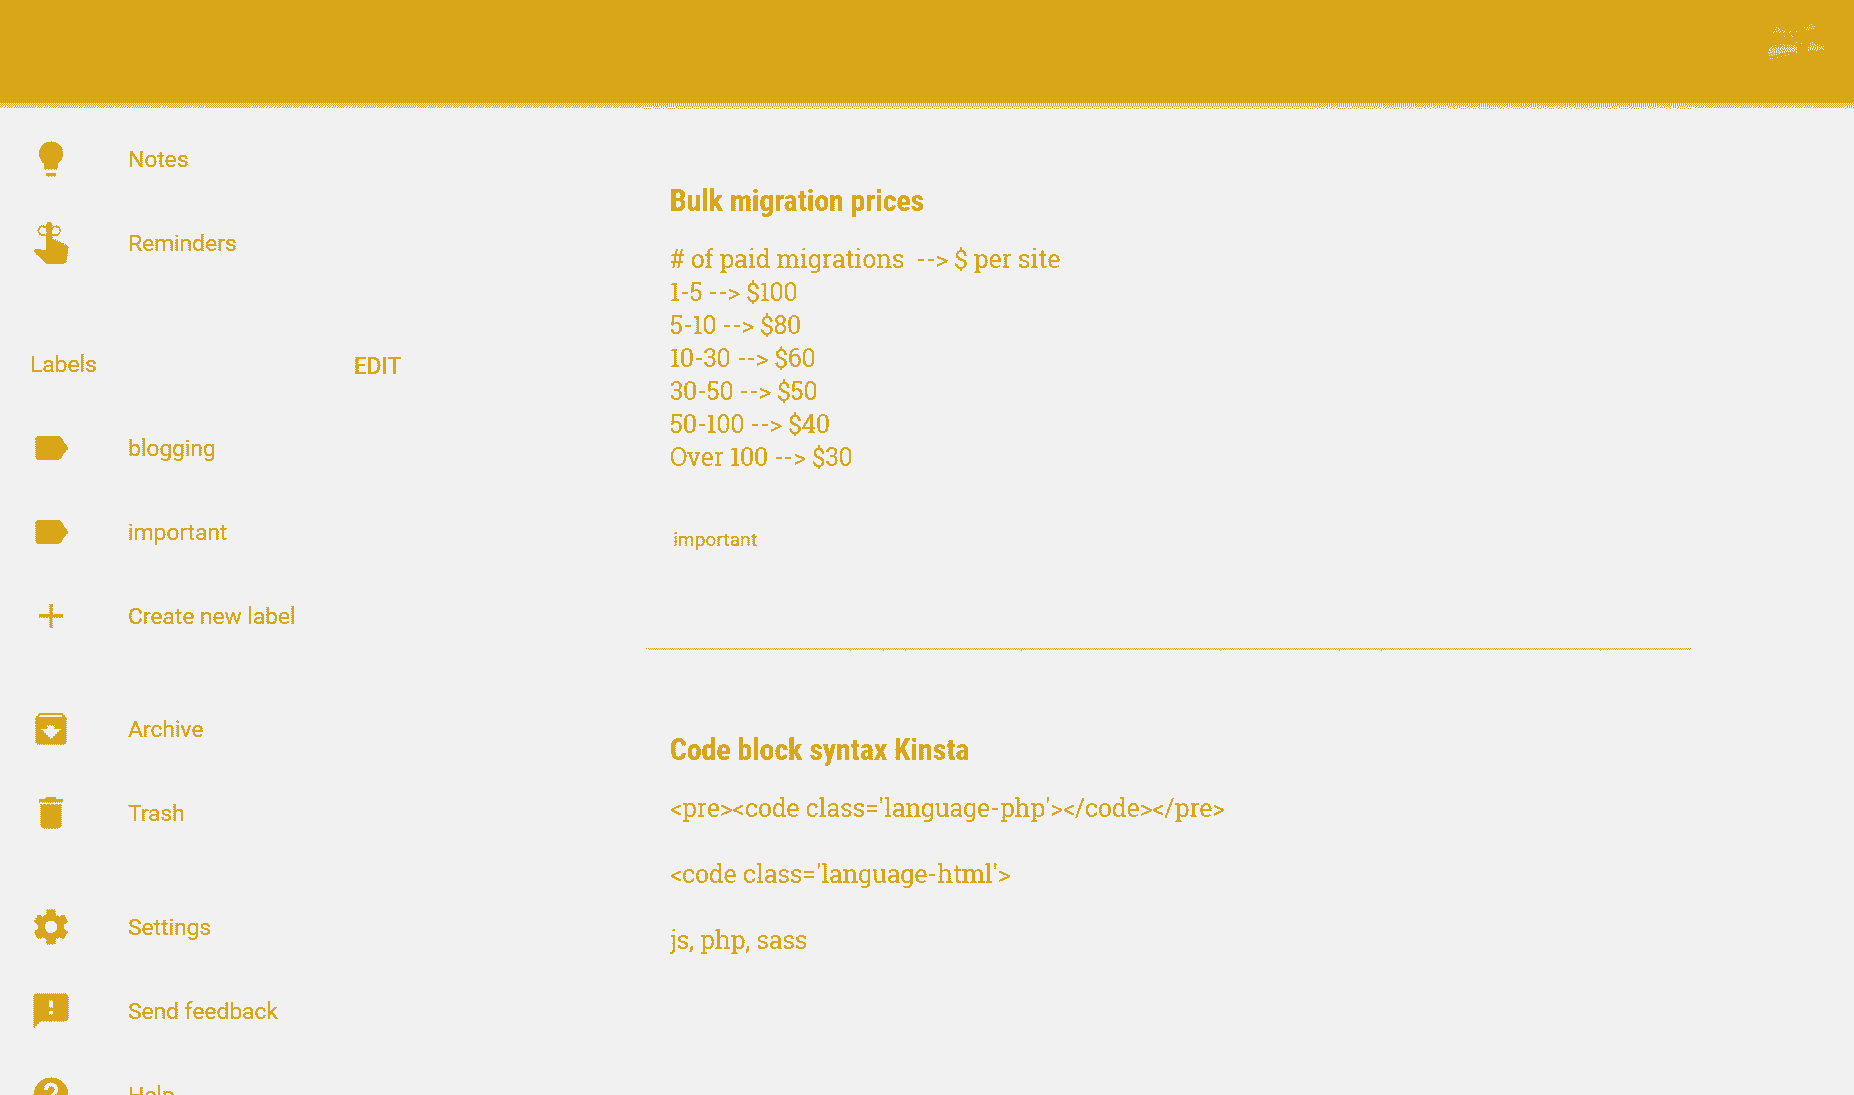 Notes
Reminders
Labels
EDIT
blogging
important
Create new label
Archive
Trash
Settings
Send feedback
Help
Bulk migration prices
# of paid migrations --> $ per site
1-5 --> $100
5-10 --> $80
10-30 --> $60
30-50 --> $50
50-100 --> $40
Over 100 --> $30
important
Code block syntax Kinsta
<pre><code class='language-php'></code></pre>
<code class='language-html'>
js, php, sass